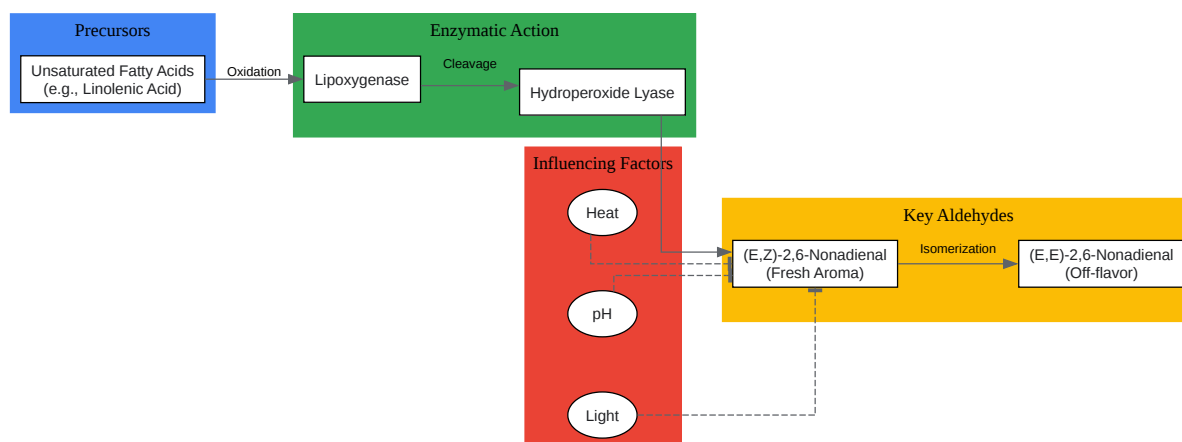 Precursors
Unsaturated Fatty Acids
(e.g., Linolenic Acid)
Oxidation
Enzymatic Action
Lipoxygenase
Cleavage
Hydroperoxide Lyase
Influencing Factors
Heat
pH
Light
Key Aldehydes
(E,Z)-2,6-Nonadienal
(Fresh Aroma)
Isomerization
(E,E)-2,6-Nonadienal
(Off-flavor)